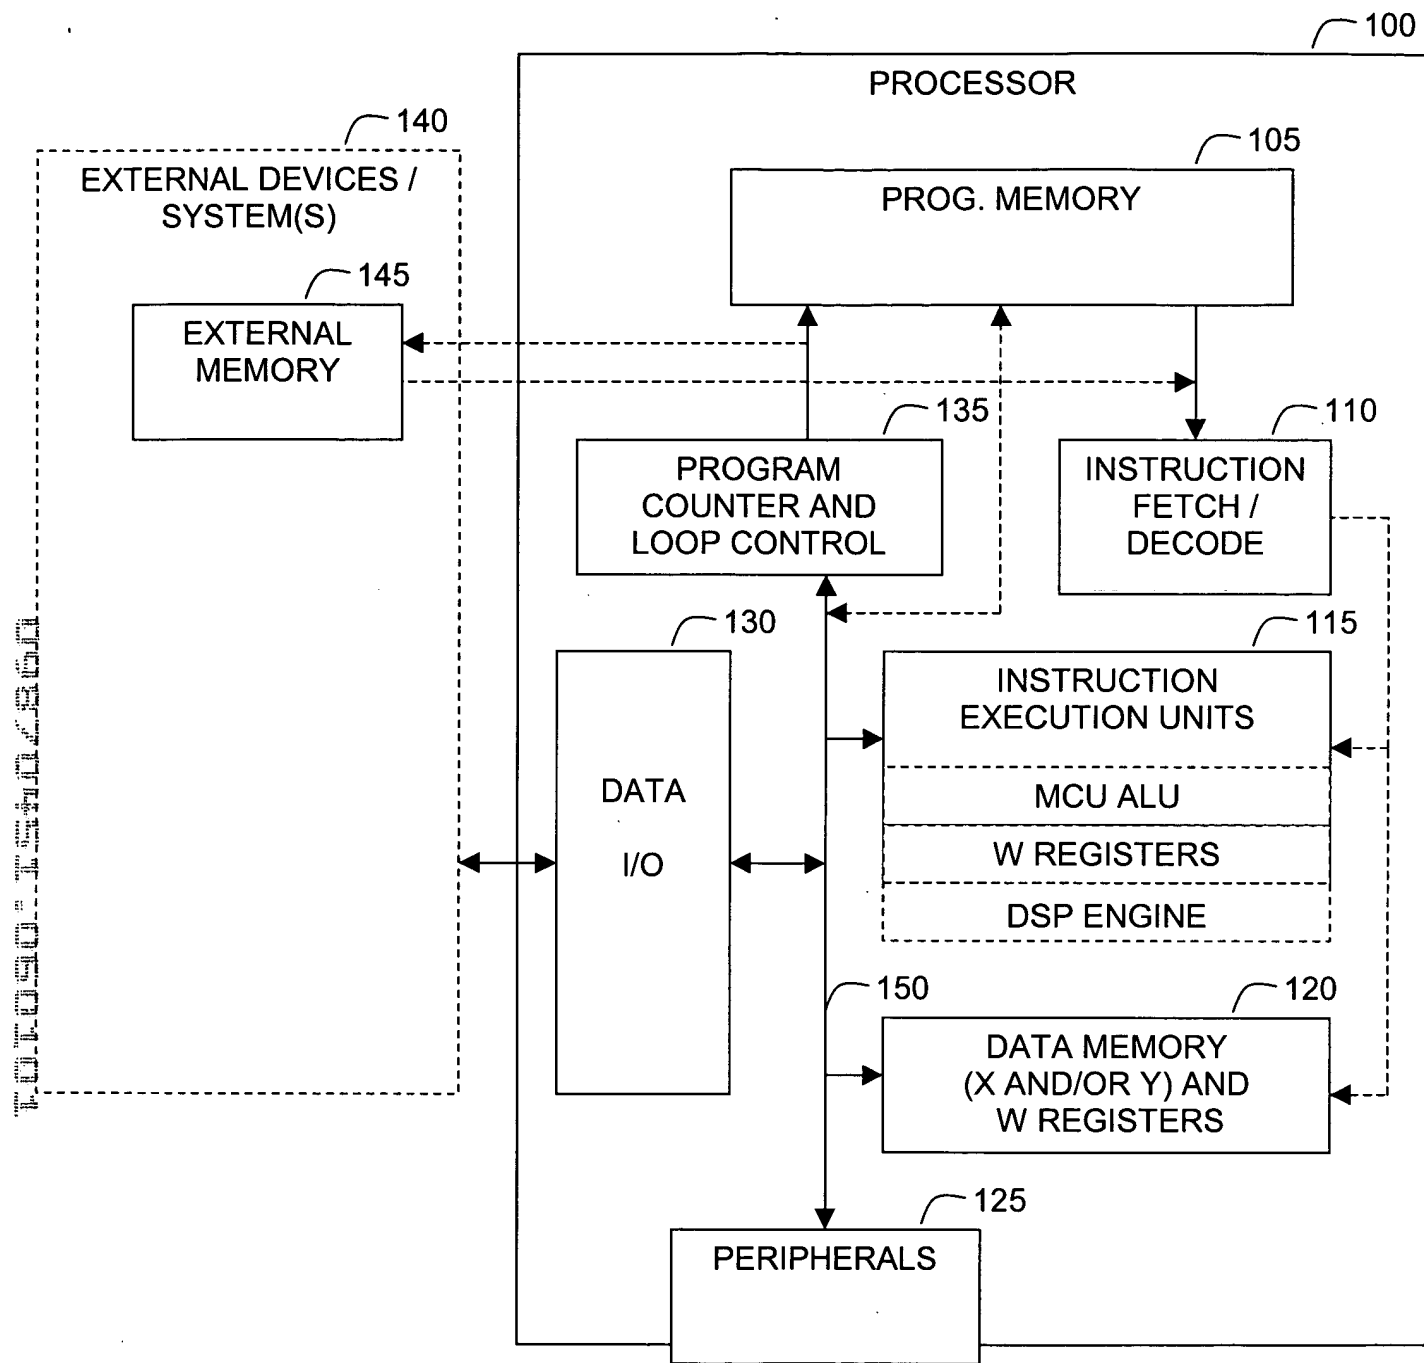 100
PROCESSOR
140
EXTERNAL DEVICES /
SYSTEM(S)
105
PROG. MEMORY
145
EXTERNAL
MEMORY
135
PROGRAM
COUNTER AND
LOOP CONTROL
110
INSTRUCTION
FETCH /
DECODE
130
DATA
I/O
115
INSTRUCTION
EXECUTION UNITS
MCU ALU
W REGISTERS
DSP ENGINE
150
120
DATA MEMORY
(X AND/OR Y) AND
W REGISTERS
125
PERIPHERALS